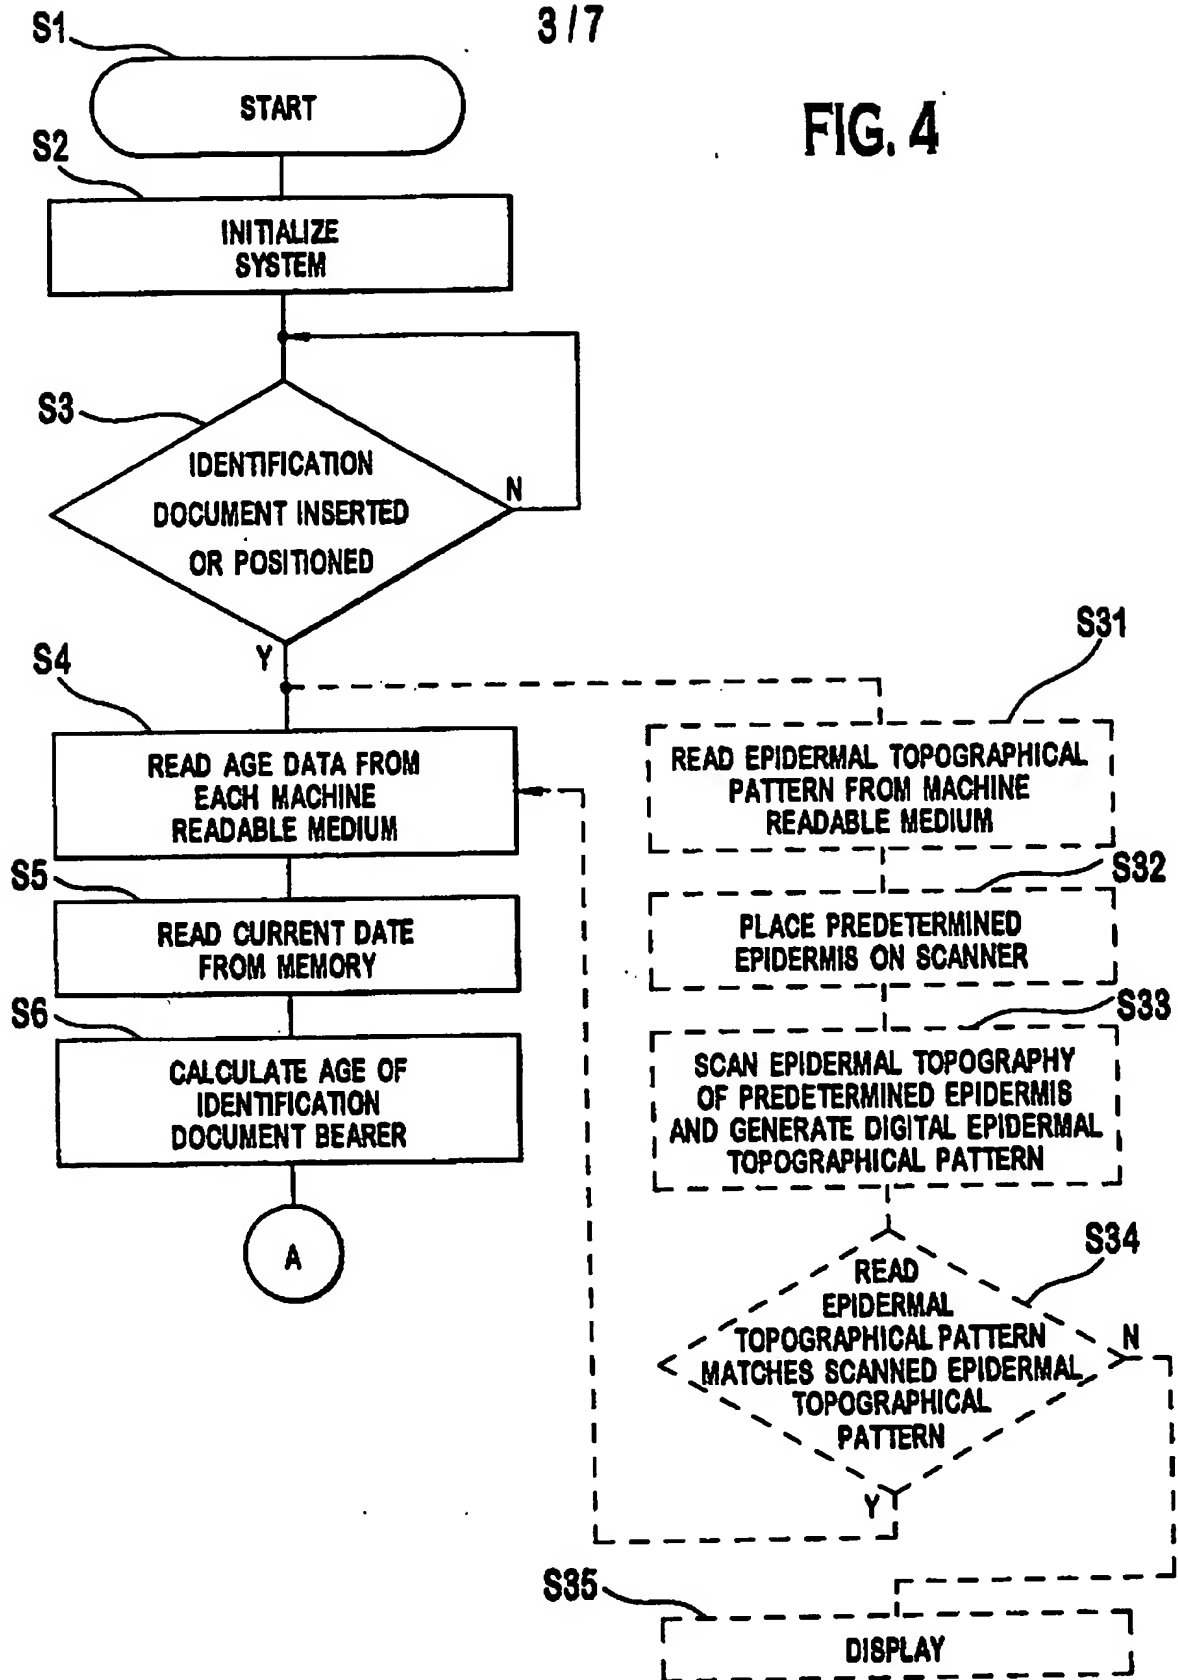 3/7
FIG. 4
S1
START
S2
INITIALIZE
SYSTEM
S3
IDENTIFICATION
DOCUMENT INSERTED
OR POSITIONED
N
Y
S4
READ AGE DATA FROM
EACH MACHINE
READABLE MEDIUM
S5
READ CURRENT DATE
FROM MEMORY
S6
CALCULATE AGE OF
IDENTIFICATION
DOCUMENT BEARER
A
S31
READ EPIDERMAL TOPOGRAPHICAL
PATTERN FROM MACHINE
READABLE MEDIUM
S32
PLACE PREDETERMINED
EPIDERMIS ON SCANNER
S33
SCAN EPIDERMAL TOPOGRAPHY
OF PREDETERMINED EPIDERMIS
AND GENERATE DIGITAL EPIDERMAL
TOPOGRAPHICAL PATTERN
S34
READ
EPIDERMAL
TOPOGRAPHICAL PATTERN
MATCHES SCANNED EPIDERMAL
TOPOGRAPHICAL
PATTERN
N
Y
S35
DISPLAY